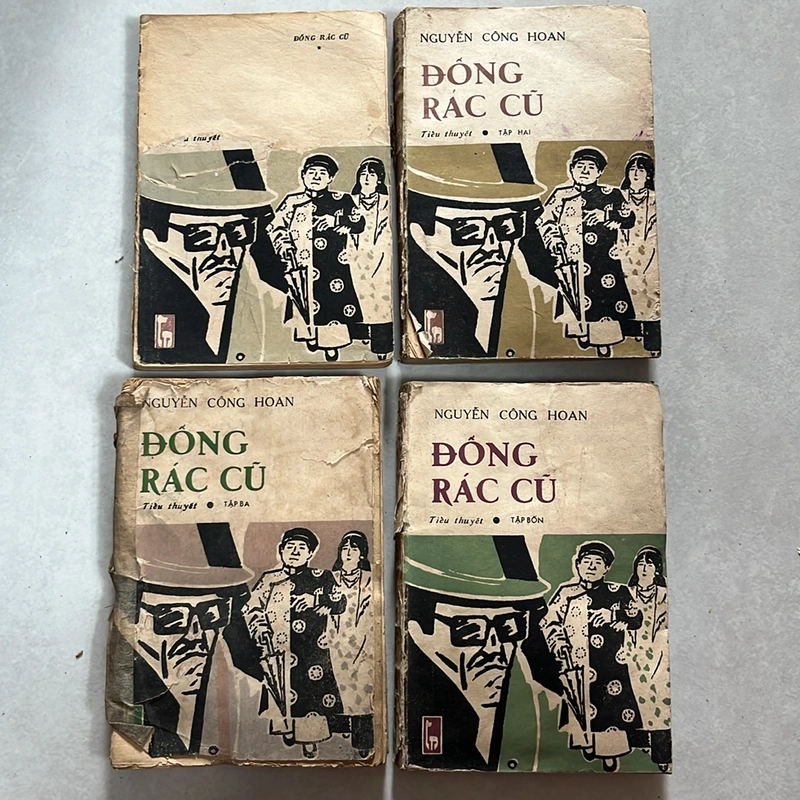 ĐỐNG RÁC CŨ
thuyết
NGUYỄN CÔNG HOAN
ĐỐNG
RÁC CŨ
Tiểu thuyết • TẬP HAI
NGUYỄN CÔNG HOAN
ĐỐNG
RÁC CŨ
Tiểu thuyết • TẬP BA
NGUYỄN CÔNG HOAN
ĐỐNG
RÁC CŨ
Tiểu thuyết • TẬP BỐN